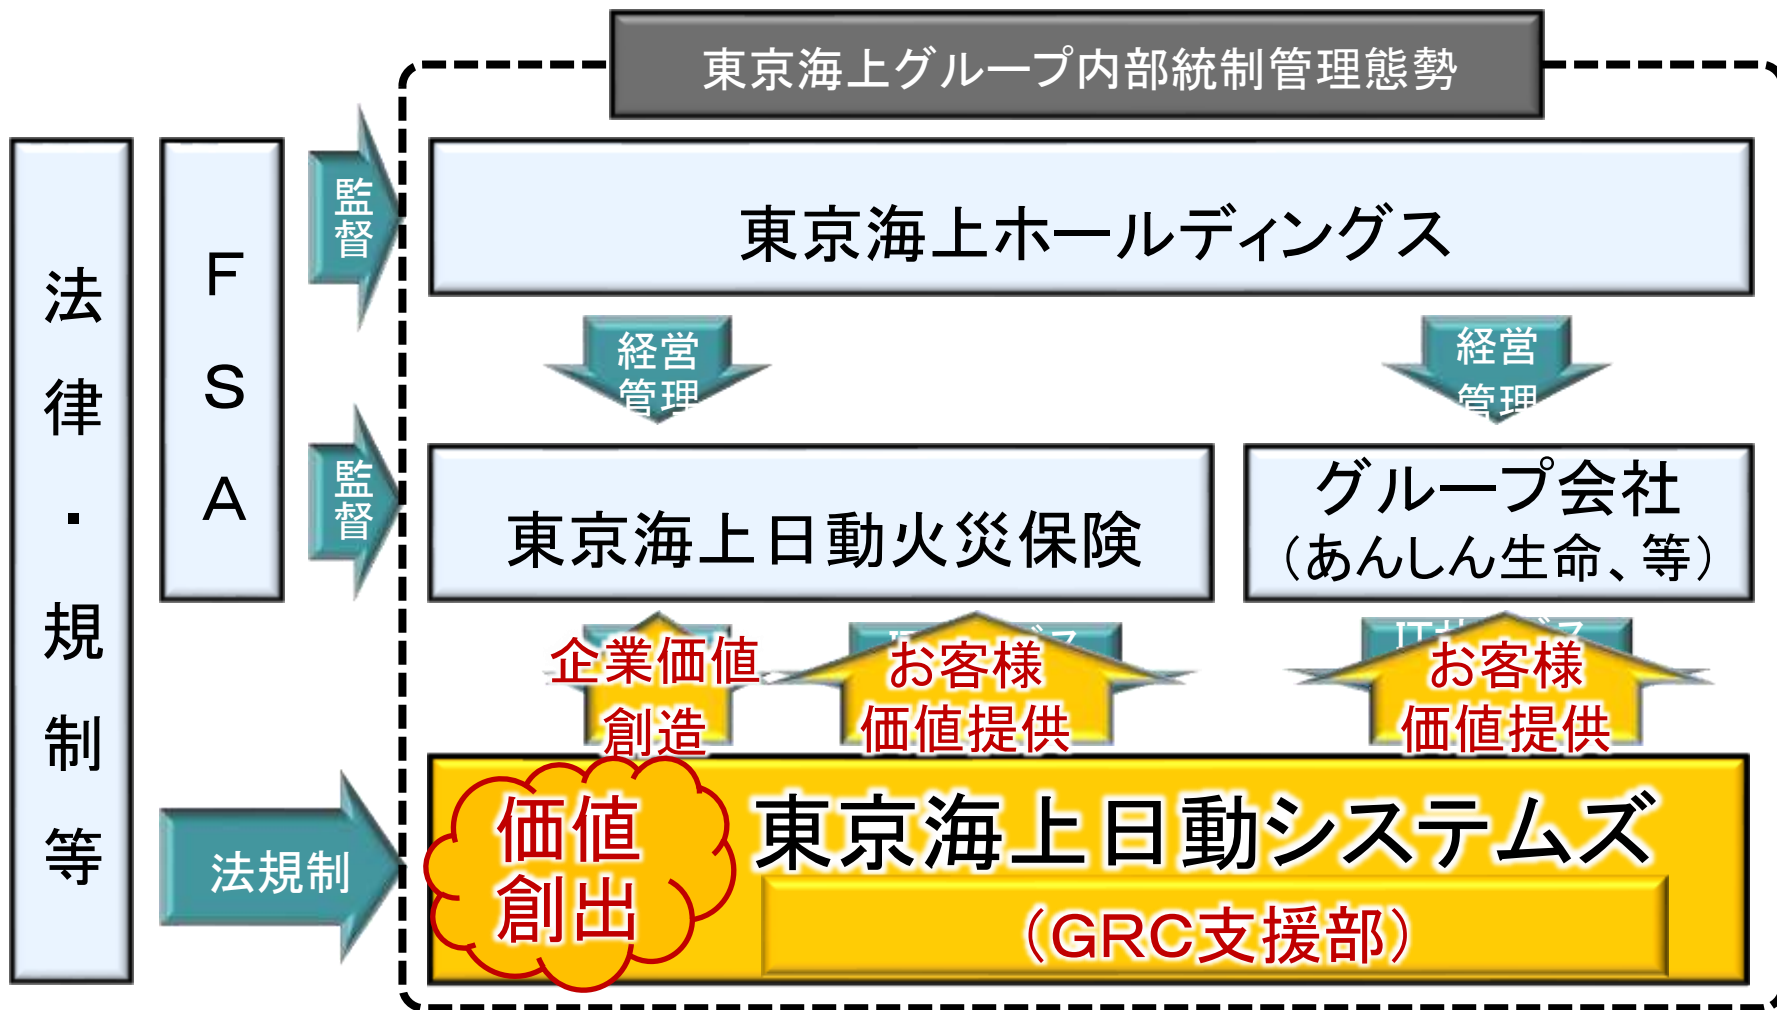 東京海上グループ内部統制管理態勢
法律・規制等
FSA
監督
東京海上ホールディングス
経営
管理
経営
管理
監督
東京海上日動火災保険
グループ会社
（あんしん生命、等）
企業価値
創造
お客様
価値提供
お客様
価値提供
法規制
価値
創出
東京海上日動システムズ
（GRC支援部）